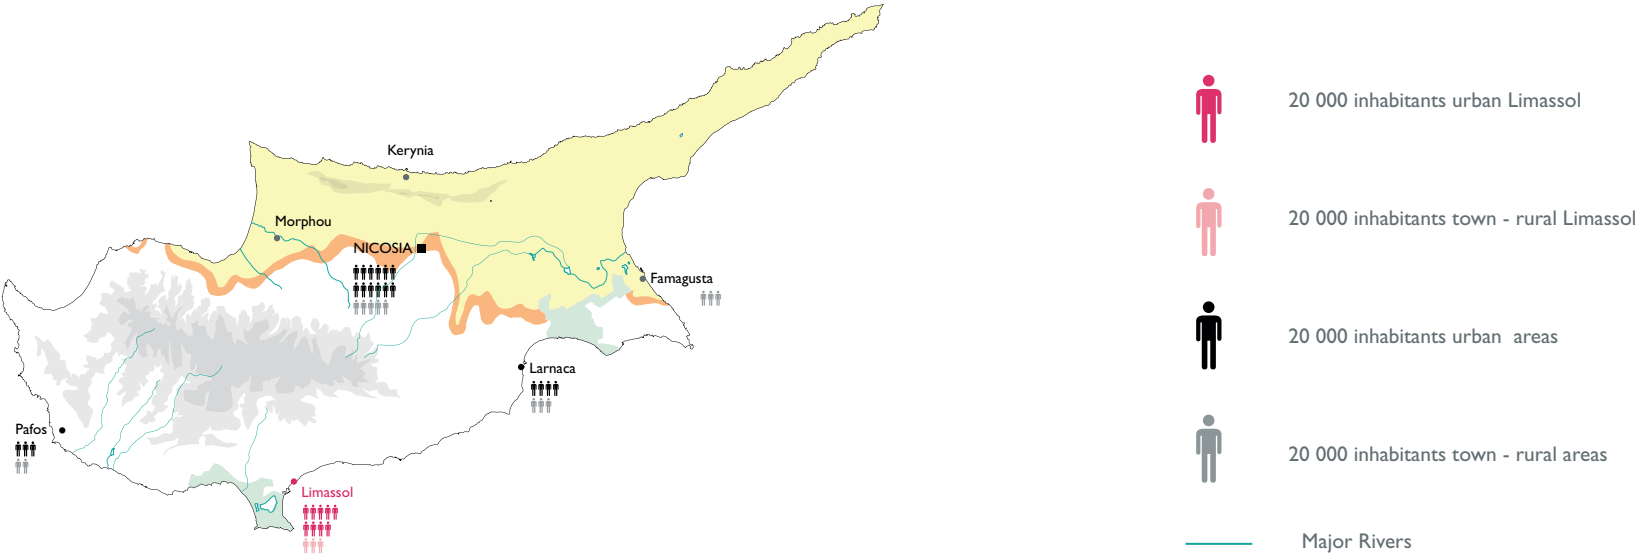 Kerynia
Morphou
NICOSIA
Famagusta
Larnaca
Pafos
Limassol
20 000 inhabitants urban Limassol
20 000 inhabitants town - rural Limassol
20 000 inhabitants urban areas
20 000 inhabitants town - rural areas
Major Rivers